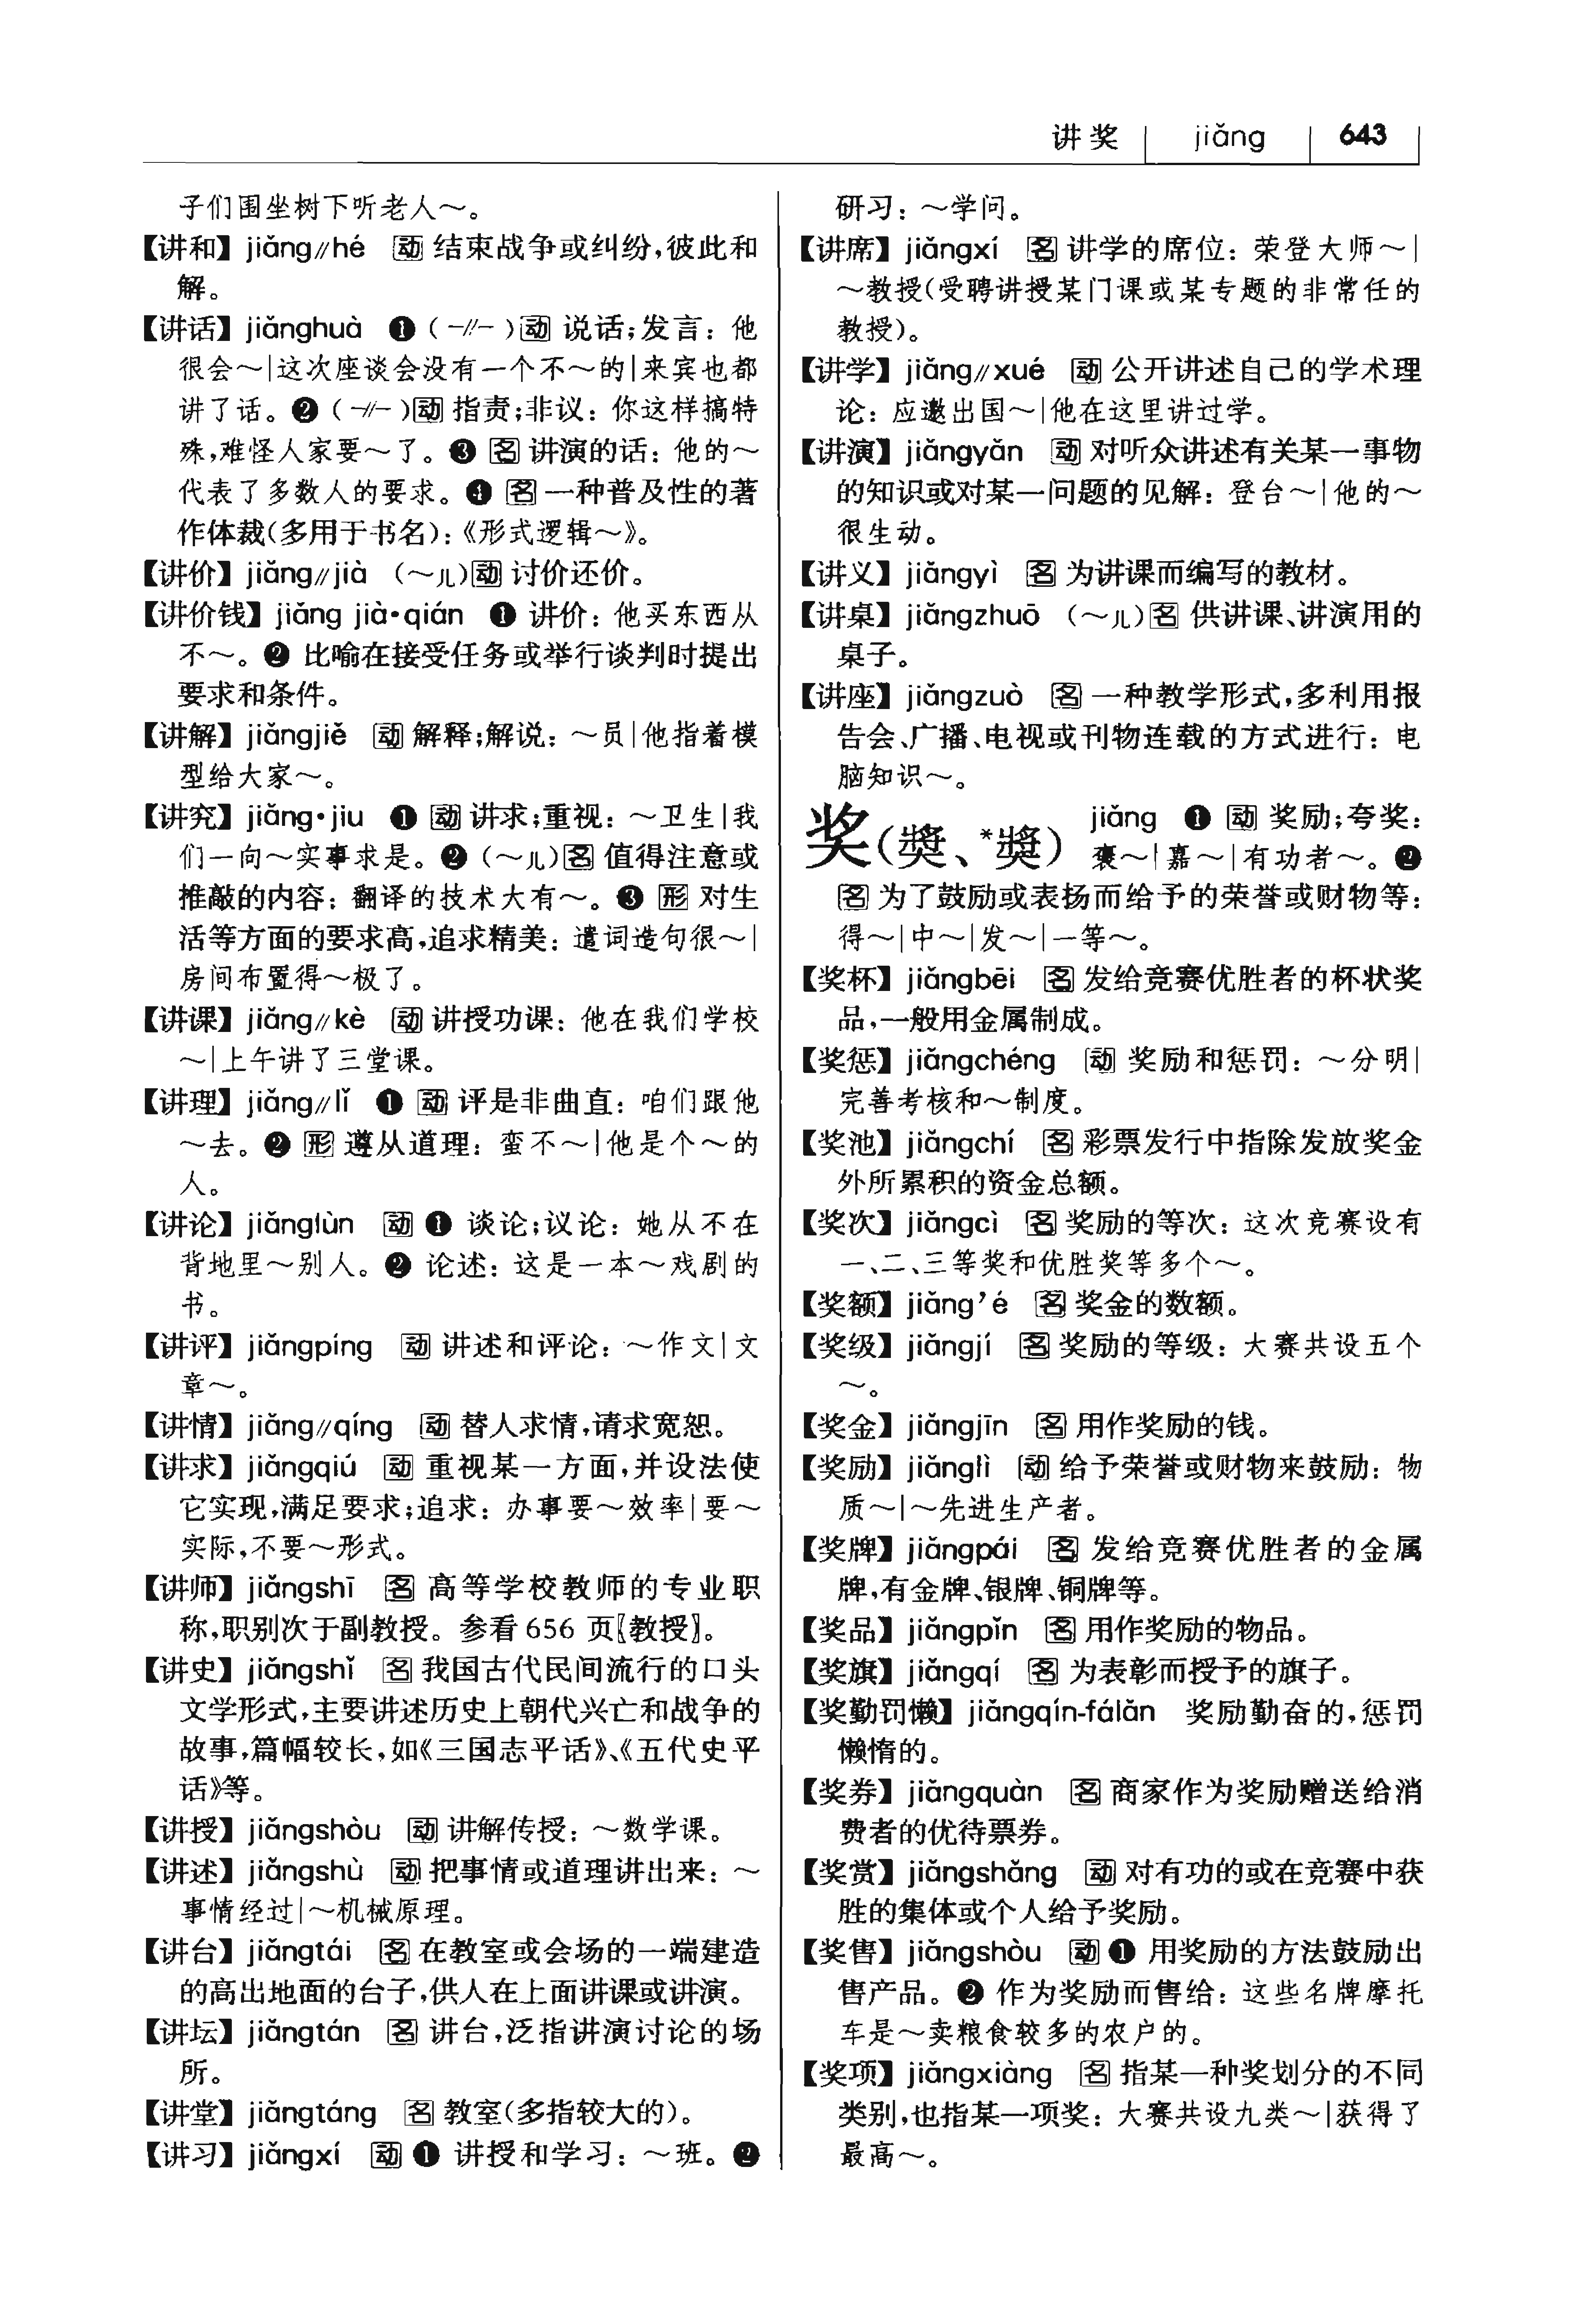 讲奖 | jiǎng | 643
子们围坐树下听老人～。
【讲和】jiǎng∥hé 动 结束战争或纠纷,彼此和
解。
【讲话】jiǎnghuà ❶(-∥-)动 说话;发言：他
很会～|这次座谈会没有一个不～的|来宾也都
讲了话。❷(-∥-)动 指责;非议：你这样搞特
殊,难怪人家要～了。❸ 名 讲演的话：他的～
代表了多数人的要求。❹ 名 一种普及性的著
作体裁(多用于书名)：《形式逻辑～》。
【讲价】jiǎng∥jià (～儿)动 讨价还价。
【讲价钱】jiǎng jià·qián ❶ 讲价：他买东西从
不～。❷ 比喻在接受任务或举行谈判时提出
要求和条件。
【讲解】jiǎngjiě 动 解释;解说：～员|他指着模
型给大家～。
【讲究】jiǎng·jiu ❶ 动 讲求;重视：～卫生|我
们一向～实事求是。❷(～儿)名 值得注意或
推敲的内容：翻译的技术大有～。❸ 形 对生
活等方面的要求高,追求精美：遣词造句很～|
房间布置得～极了。
【讲课】jiǎng∥kè 动 讲授功课：他在我们学校
～|上午讲了三堂课。
【讲理】jiǎng∥lǐ ❶ 动 评是非曲直：咱们跟他
～去。❷ 形 遵从道理：蛮不～|他是个～的
人。
【讲论】jiǎnglùn 动 ❶ 谈论;议论：她从不在
背地里～别人。❷ 论述：这是一本～戏剧的
书。
【讲评】jiǎngpíng 动 讲述和评论：～作文|文
章～。
【讲情】jiǎng∥qíng 动 替人求情,请求宽恕。
【讲求】jiǎngqiú 动 重视某一方面,并设法使
它实现,满足要求;追求：办事要～效率|要～
实际,不要～形式。
【讲师】jiǎngshī 名 高等学校教师的专业职
称,职别次于副教授。参看656 页〖教授〗。
【讲史】jiǎngshǐ 名 我国古代民间流行的口头
文学形式,主要讲述历史上朝代兴亡和战争的
故事,篇幅较长,如《三国志平话》、《五代史平
话》等。
【讲授】jiǎngshòu 动 讲解传授：～数学课。
【讲述】jiǎngshù 动 把事情或道理讲出来：～
事情经过|～机械原理。
【讲台】jiǎngtái 名 在教室或会场的一端建造
的高出地面的台子,供人在上面讲课或讲演。
【讲坛】jiǎngtán 名 讲台,泛指讲演讨论的场
所。
【讲堂】jiǎngtáng 名 教室(多指较大的)。
【讲习】jiǎngxí 动 ❶ 讲授和学习：～班。❷
研习：～学问。
【讲席】jiǎngxí 名 讲学的席位：荣登大师～|
～教授(受聘讲授某门课或某专题的非常任的
教授)。
【讲学】jiǎng∥xué 动 公开讲述自己的学术理
论：应邀出国～|他在这里讲过学。
【讲演】jiǎngyǎn 动 对听众讲述有关某一事物
的知识或对某一问题的见解：登台～|他的～
很生动。
【讲义】jiǎngyì 名 为讲课而编写的教材。
【讲桌】jiǎngzhuō (～儿)名 供讲课、讲演用的
桌子。
【讲座】jiǎngzuò 名 一种教学形式,多利用报
告会、广播、电视或刊物连载的方式进行：电
脑知识～。
奖(奬、*獎) jiǎng ❶ 动 奖励;夸奖：
褒～|嘉～|有功者～。❷
名 为了鼓励或表扬而给予的荣誉或财物等：
得～|中～|发～|一等～。
【奖杯】jiǎngbēi 名 发给竞赛优胜者的杯状奖
品,一般用金属制成。
【奖惩】jiǎngchéng 动 奖励和惩罚：～分明|
完善考核和～制度。
【奖池】jiǎngchí 名 彩票发行中指除发放奖金
外所累积的资金总额。
【奖次】jiǎngcì 名 奖励的等次：这次竞赛设有
一、二、三等奖和优胜奖等多个～。
【奖额】jiǎng’é 名 奖金的数额。
【奖级】jiǎngjí 名 奖励的等级：大赛共设五个
～。
【奖金】jiǎngjīn 名 用作奖励的钱。
【奖励】jiǎnglì 动 给予荣誉或财物来鼓励：物
质～|～先进生产者。
【奖牌】jiǎngpái 名 发给竞赛优胜者的金属
牌,有金牌、银牌、铜牌等。
【奖品】jiǎngpǐn 名 用作奖励的物品。
【奖旗】jiǎngqí 名 为表彰而授予的旗子。
【奖勤罚懒】jiǎngqín-fálǎn 奖励勤奋的,惩罚
懒惰的。
【奖券】jiǎngquàn 名 商家作为奖励赠送给消
费者的优待票券。
【奖赏】jiǎngshǎng 动 对有功的或在竞赛中获
胜的集体或个人给予奖励。
【奖售】jiǎngshòu 动 ❶ 用奖励的方法鼓励出
售产品。❷ 作为奖励而售给：这些名牌摩托
车是～卖粮食较多的农户的。
【奖项】jiǎngxiàng 名 指某一种奖划分的不同
类别,也指某一项奖：大赛共设九类～|获得了
最高～。